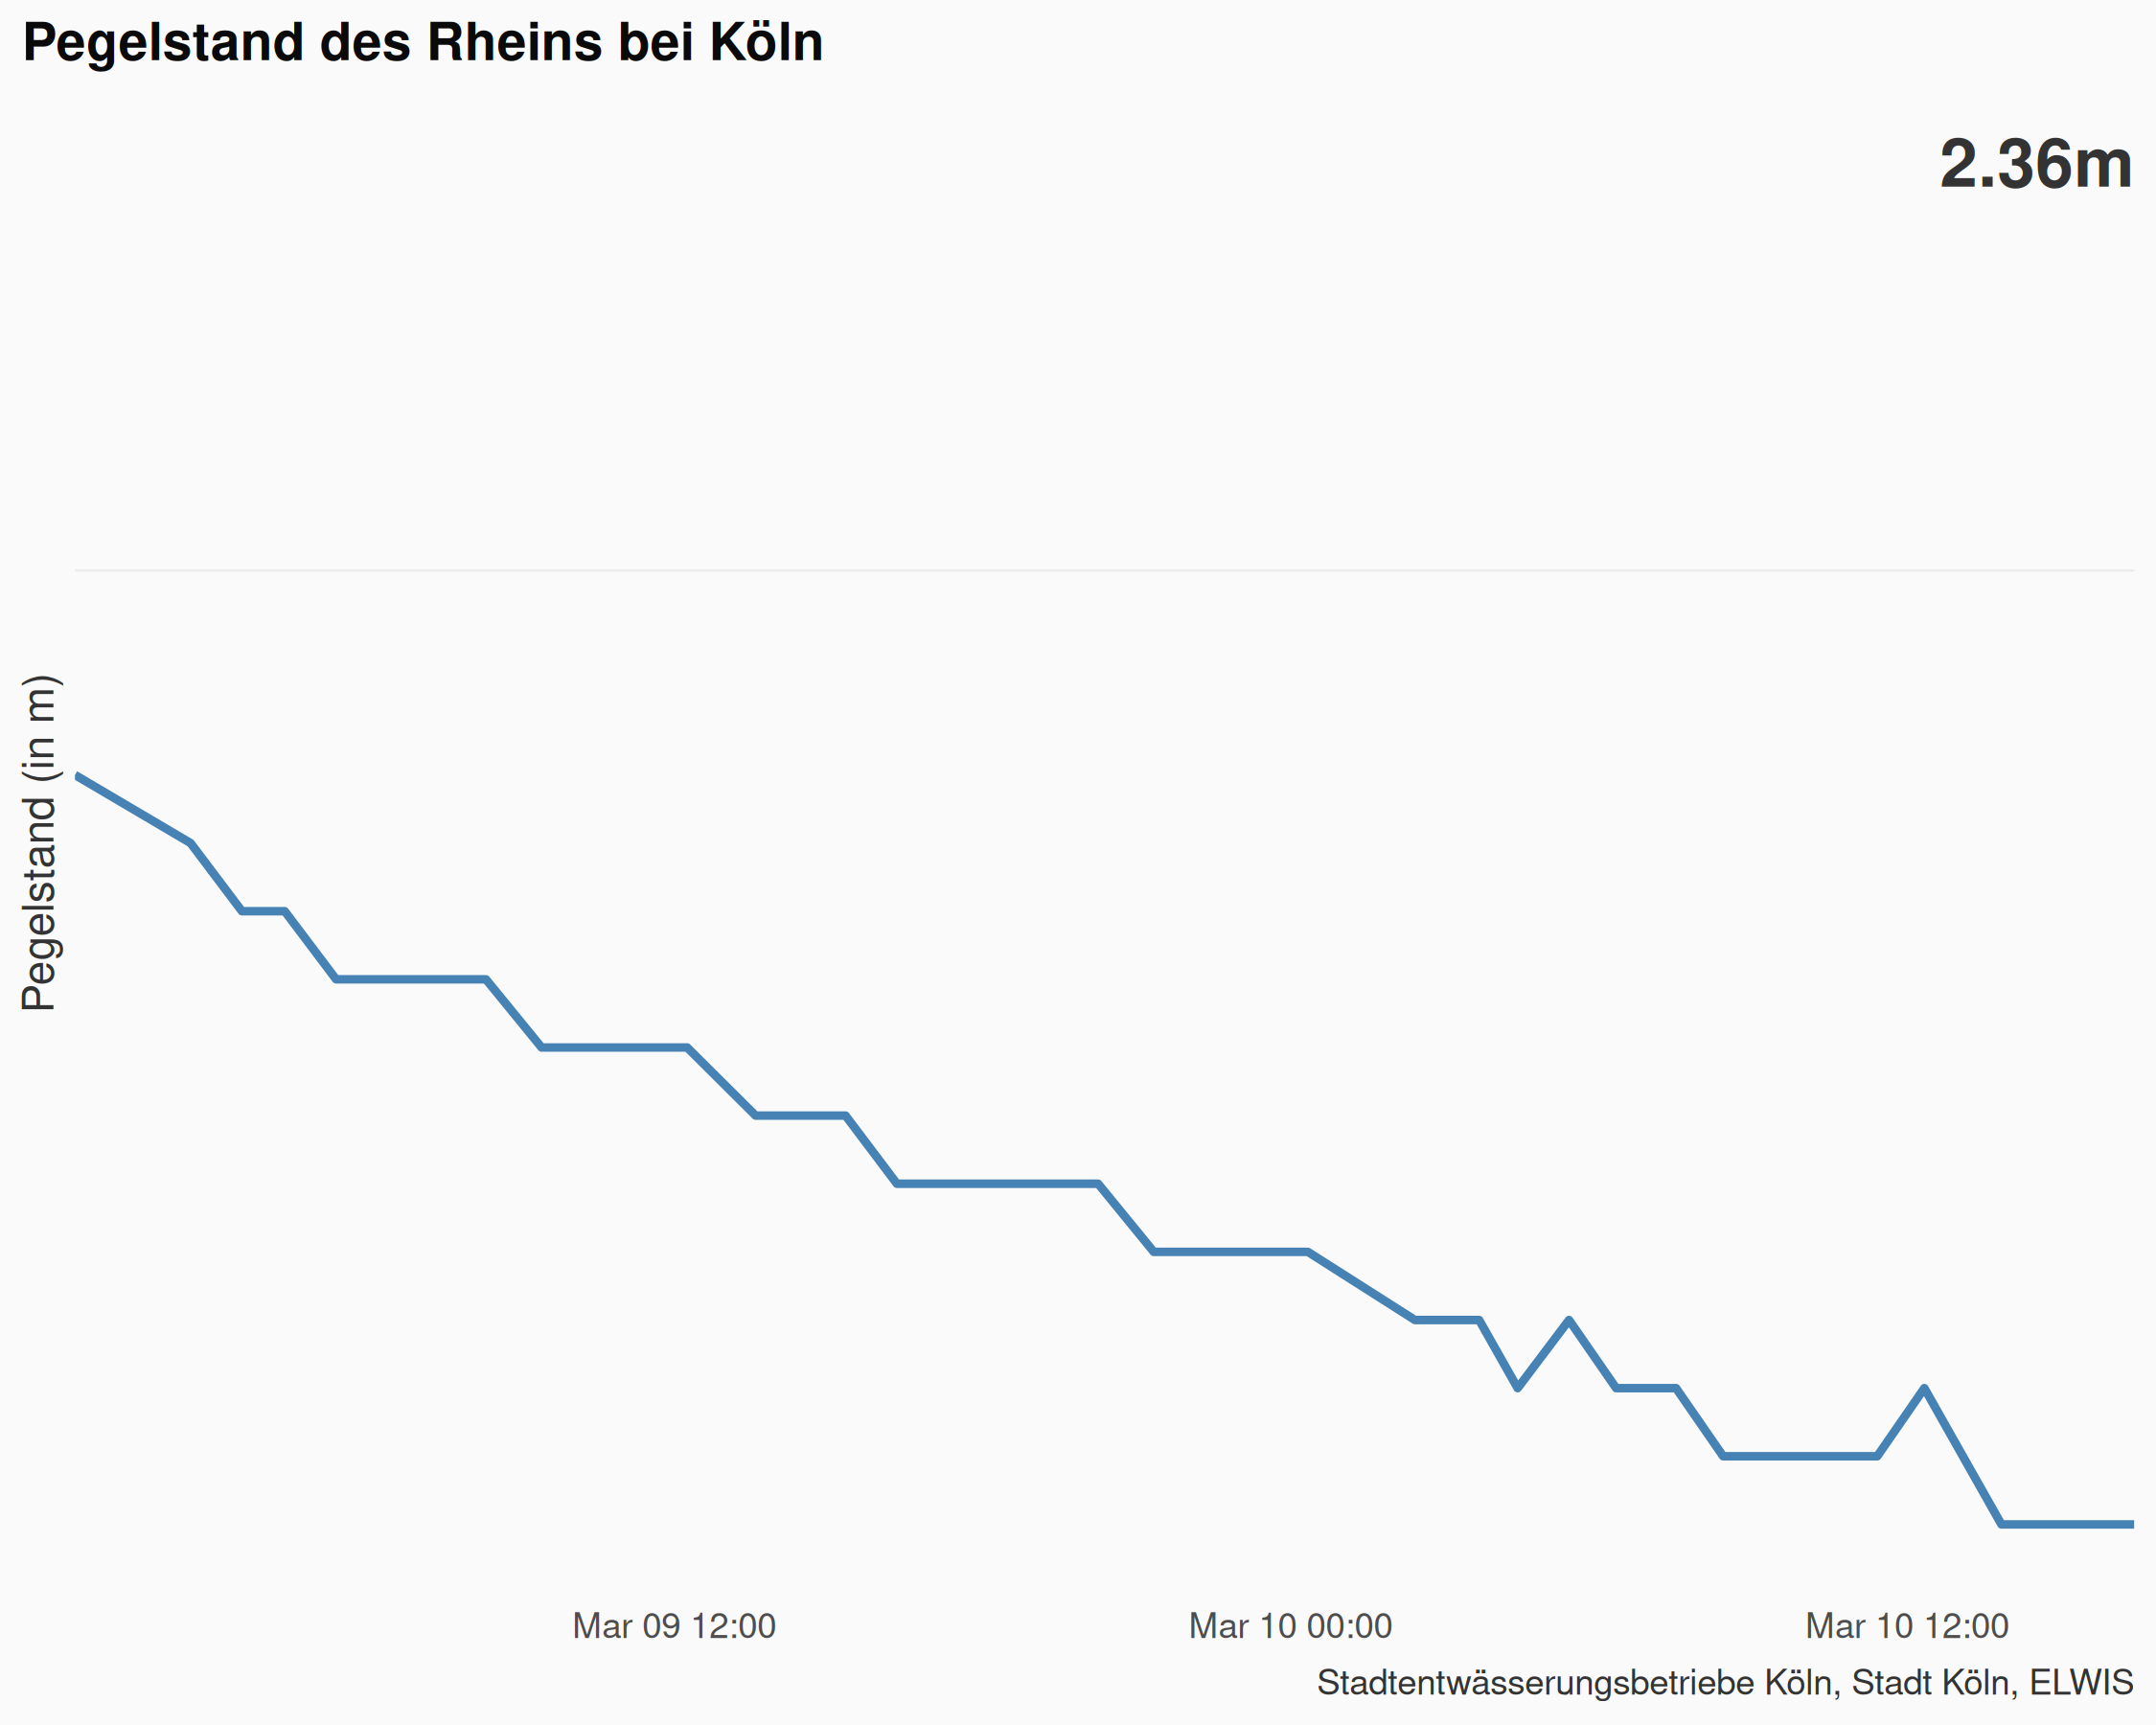 Pegelstand des Rheins bei Köln
2.36m
Pegelstand (in m)
Mar 09 12:00
Mar 10 00:00
Mar 10 12:00
Stadtentwässerungsbetriebe Köln, Stadt Köln, ELWIS